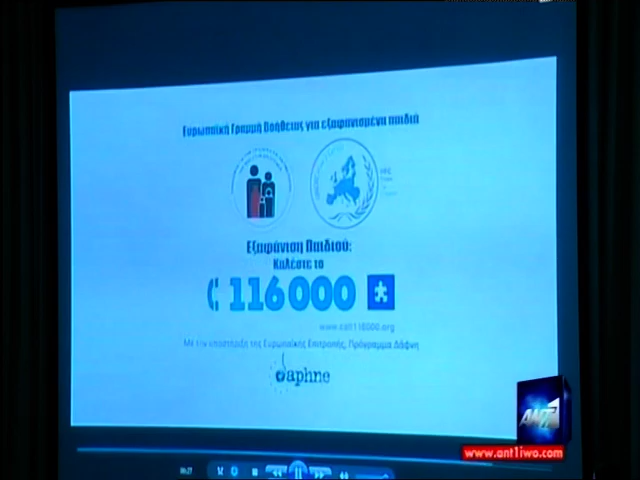 Ευρωπαϊκή Γραμμή Βοήθειας για εξαφανισμένα παιδιά
Εξαφάνιση Παιδιού:
Καλέστε το
116000
www.call116000.org
Με την υποστήριξη της Ευρωπαϊκής Επιτροπής, Πρόγραμμα Δάφνη
daphne
ANT1
www.ant1iwo.com